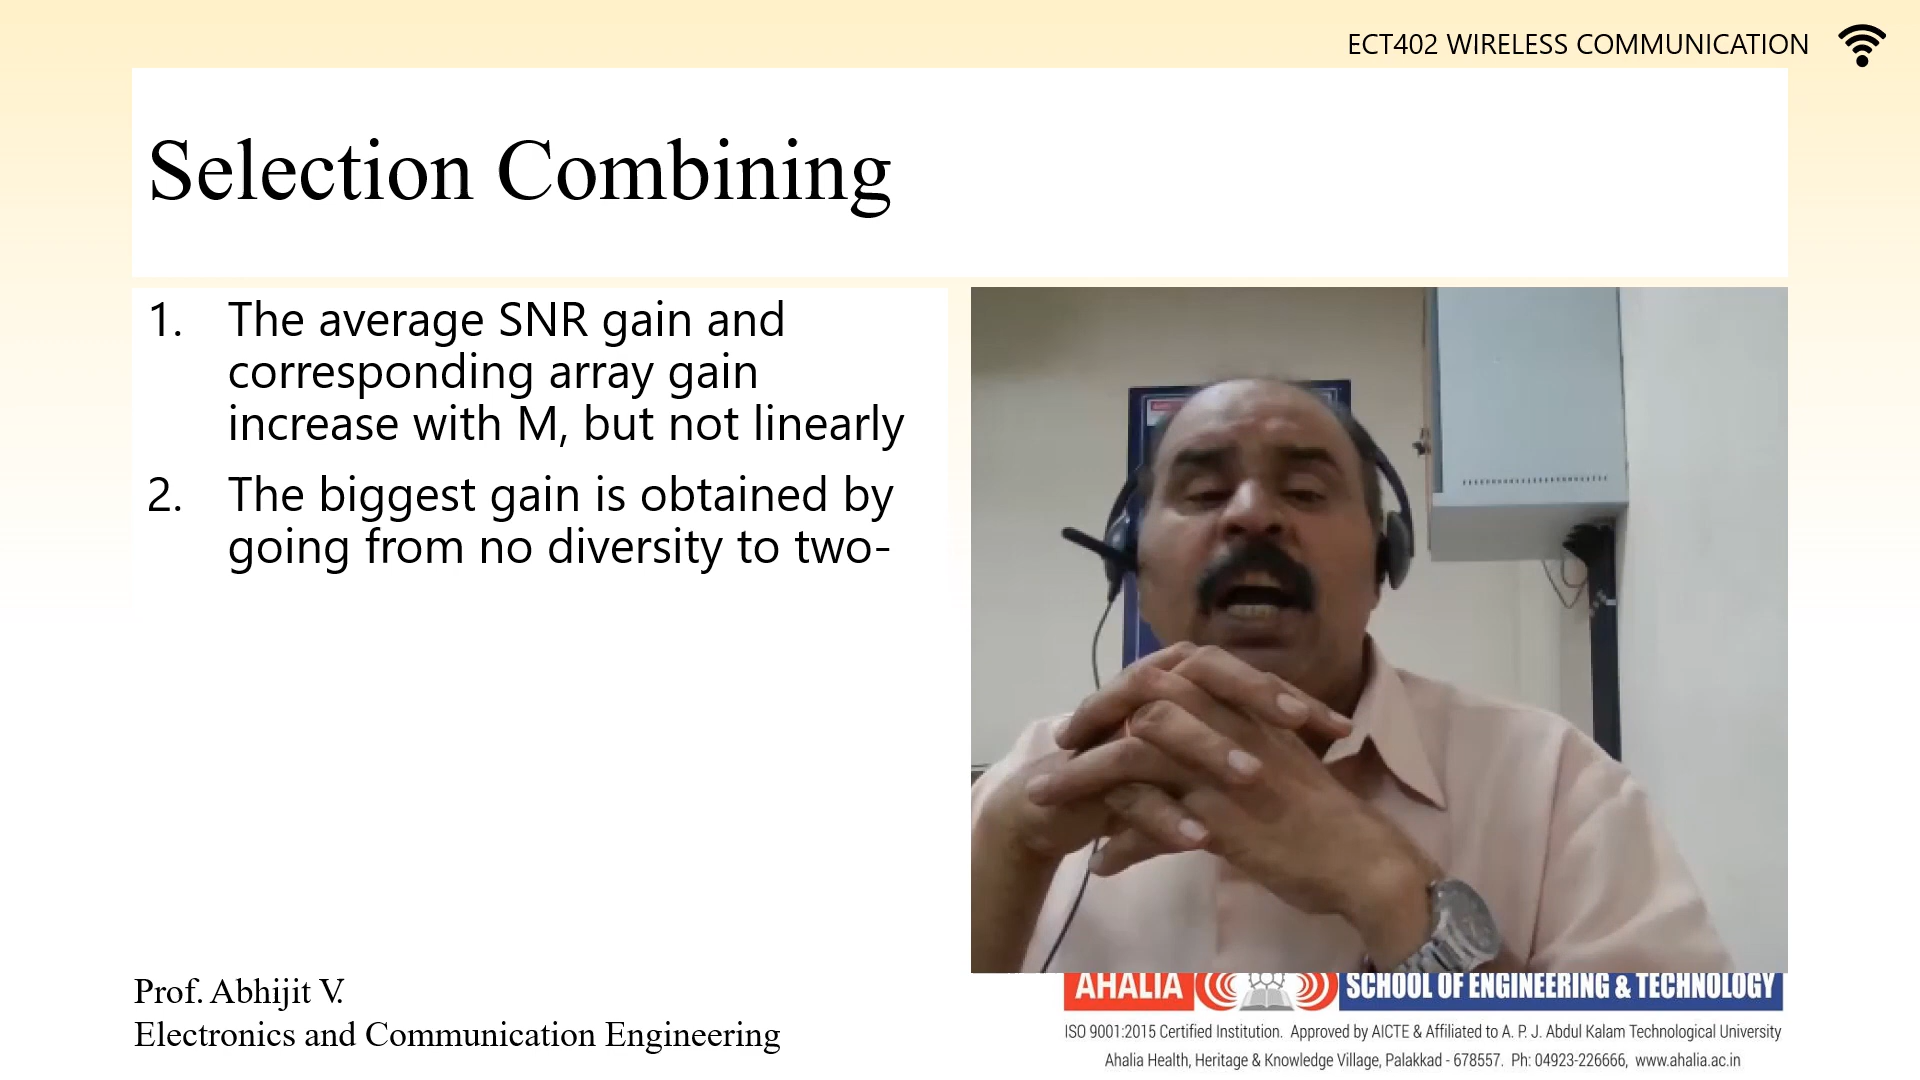 ECT402 WIRELESS COMMUNICATION
Selection Combining
1. The average SNR gain and
corresponding array gain
increase with M, but not linearly
2. The biggest gain is obtained by
going from no diversity to two-
Prof. Abhijit V.
Electronics and Communication Engineering
AHALIA SCHOOL OF ENGINEERING & TECHNOLOGY
ISO 9001:2015 Certified Institution. Approved by AICTE & Affiliated to A. P. J. Abdul Kalam Technological University
Ahalia Health, Heritage & Knowledge Village, Palakkad - 678557. Ph: 04923-226666, www.ahalia.ac.in